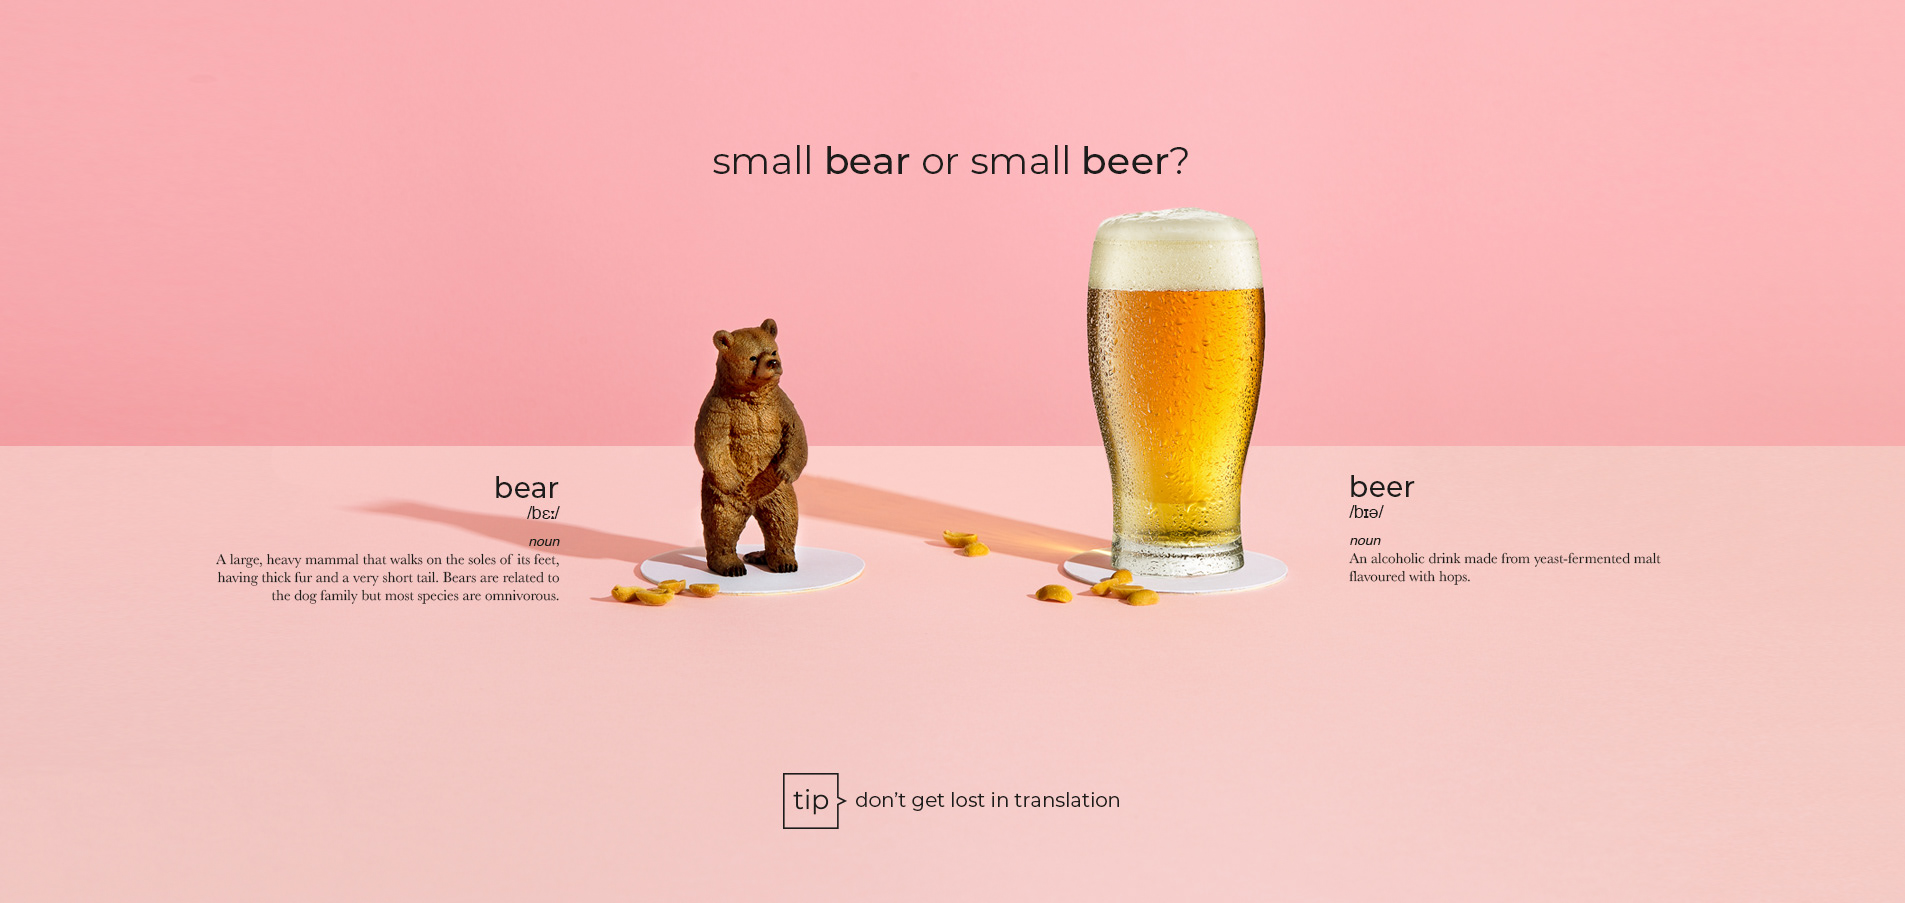 small bear or small beer?
bear
/bɛː/
noun
A large, heavy mammal that walks on the soles of its feet,
having thick fur and a very short tail. Bears are related to
the dog family but most species are omnivorous.
beer
/bɪə/
noun
An alcoholic drink made from yeast-fermented malt
flavoured with hops.
tip
don't get lost in translation